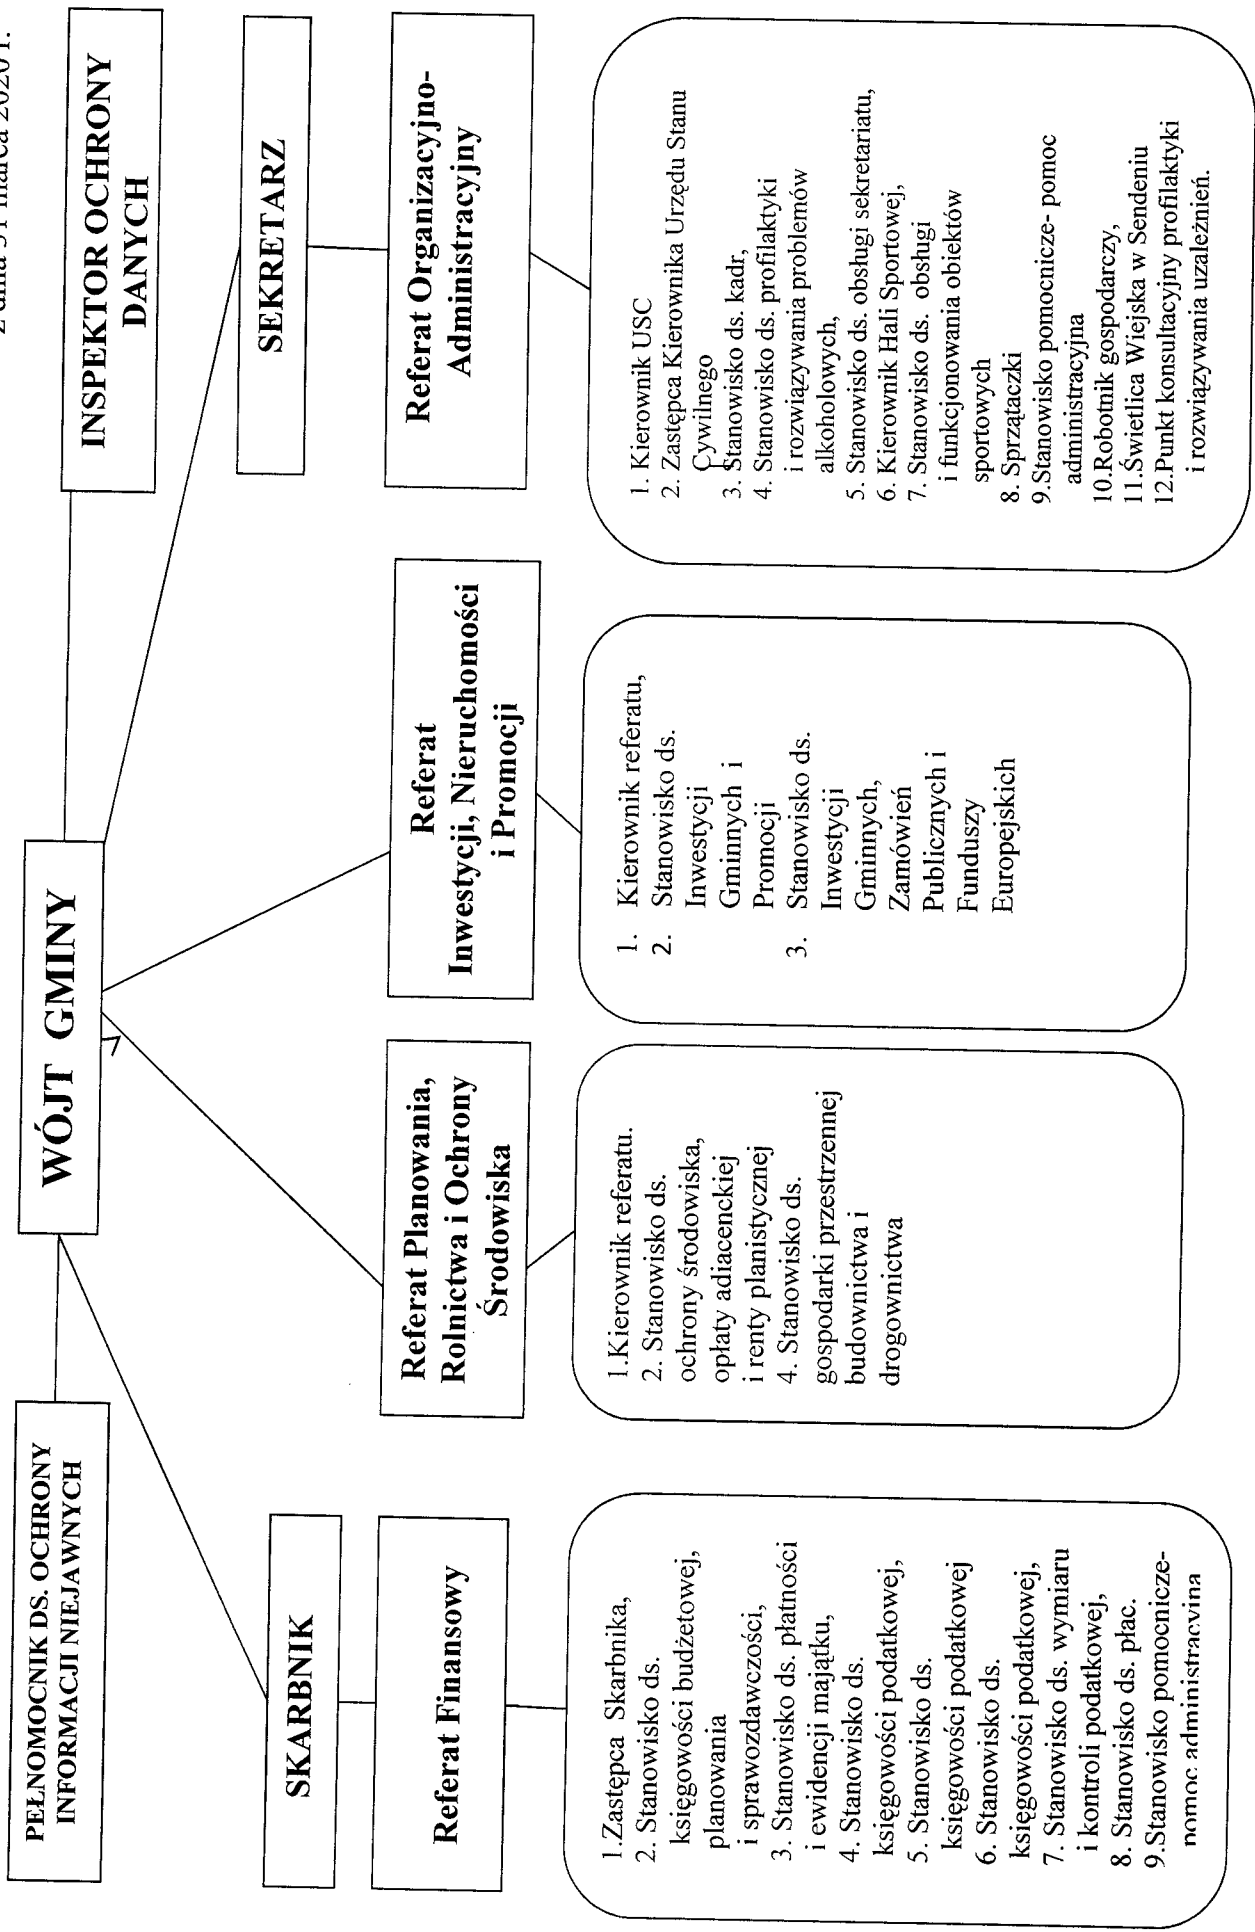 z dnia 31 marca 2020 r.
PEŁNOMOCNIK DS. OCHRONY
INFORMACJI NIEJAWNYCH
WÓJT GMINY
INSPEKTOR OCHRONY
DANYCH
SKARBNIK
SEKRETARZ
Referat Finansowy
Referat Planowania,
Rolnictwa i Ochrony
Środowiska
Referat
Inwestycji, Nieruchomości
i Promocji
Referat Organizacyjno-
Administracyjny
1.Zastępca Skarbnika,
2. Stanowisko ds.
księgowości budżetowej,
planowania
i sprawozdawczości,
3. Stanowisko ds. płatności
i ewidencji majątku,
4. Stanowisko ds.
księgowości podatkowej,
5. Stanowisko ds.
księgowości podatkowej
6. Stanowisko ds.
księgowości podatkowej,
7. Stanowisko ds. wymiaru
i kontroli podatkowej,
8. Stanowisko ds. płac.
9.Stanowisko pomocnicze-
pomoc administracyjna
1.Kierownik referatu.
2. Stanowisko ds.
ochrony środowiska,
opłaty adiacenckiej
i renty planistycznej
4. Stanowisko ds.
gospodarki przestrzennej
budownictwa i
drogownictwa
1. Kierownik referatu,
2. Stanowisko ds.
Inwestycji
Gminnych i
Promocji
3. Stanowisko ds.
Inwestycji
Gminnych,
Zamówień
Publicznych i
Funduszy
Europejskich
1. Kierownik USC
2. Zastępca Kierownika Urzędu Stanu
Cywilnego
3. Stanowisko ds. kadr,
4. Stanowisko ds. profilaktyki
i rozwiązywania problemów
alkoholowych,
5. Stanowisko ds. obsługi sekretariatu,
6. Kierownik Hali Sportowej,
7. Stanowisko ds. obsługi
i funkcjonowania obiektów
sportowych
8. Sprzątaczki
9.Stanowisko pomocnicze- pomoc
administracyjna
10.Robotnik gospodarczy,
11.Świetlica Wiejska w Sendeniu
12.Punkt konsultacyjny profilaktyki
i rozwiązywania uzależnień.